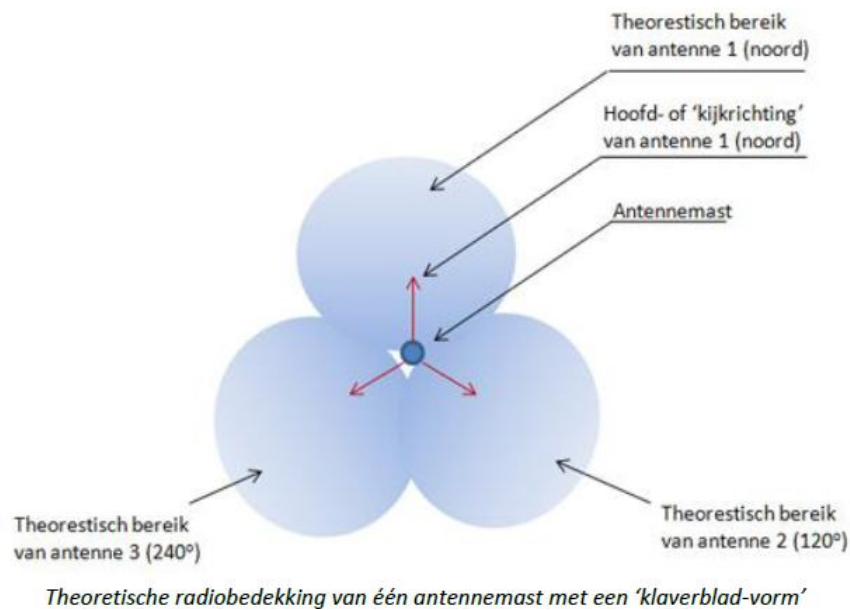 Theorestisch bereik
van antenne 1 (noord)
Hoofd- of ‘kijkrichting’
van antenne 1 (noord)
Antennemast
Theorestisch bereik
van antenne 3 (240°)
Theorestisch bereik
van antenne 2 (120°)
Theoretische radiobedekking van één antennemast met een ‘klaverblad-vorm’